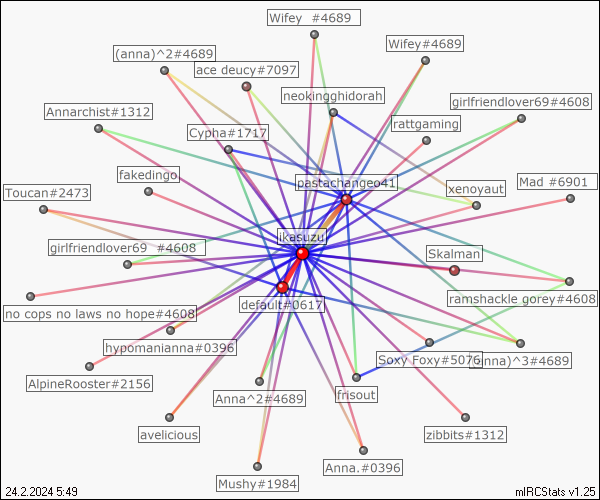 Wifey #4689
Wifey#4689
(anna)^2#4689
ace deucy#7097
neokingghidorah
girlfriendlover69#4608
Annarchist#1312
Cypha#1717
rattgaming
fakedingo
pastachangeo41
xenoyaut
Mad #6901
Toucan#2473
ikasuzu
girlfriendlover69 #4608
Skalman
default#0617
ramshackle gorey#4608
no cops no laws no hope#4608
hypomanianna#0396
Soxy Foxy#5076
(anna)^3#4689
AlpineRooster#2156
Anna^2#4689
frisout
avelicious
zibbits#1312
Anna.#0396
Mushy#1984
24.2.2024 5:49
mIRCStats v1.25